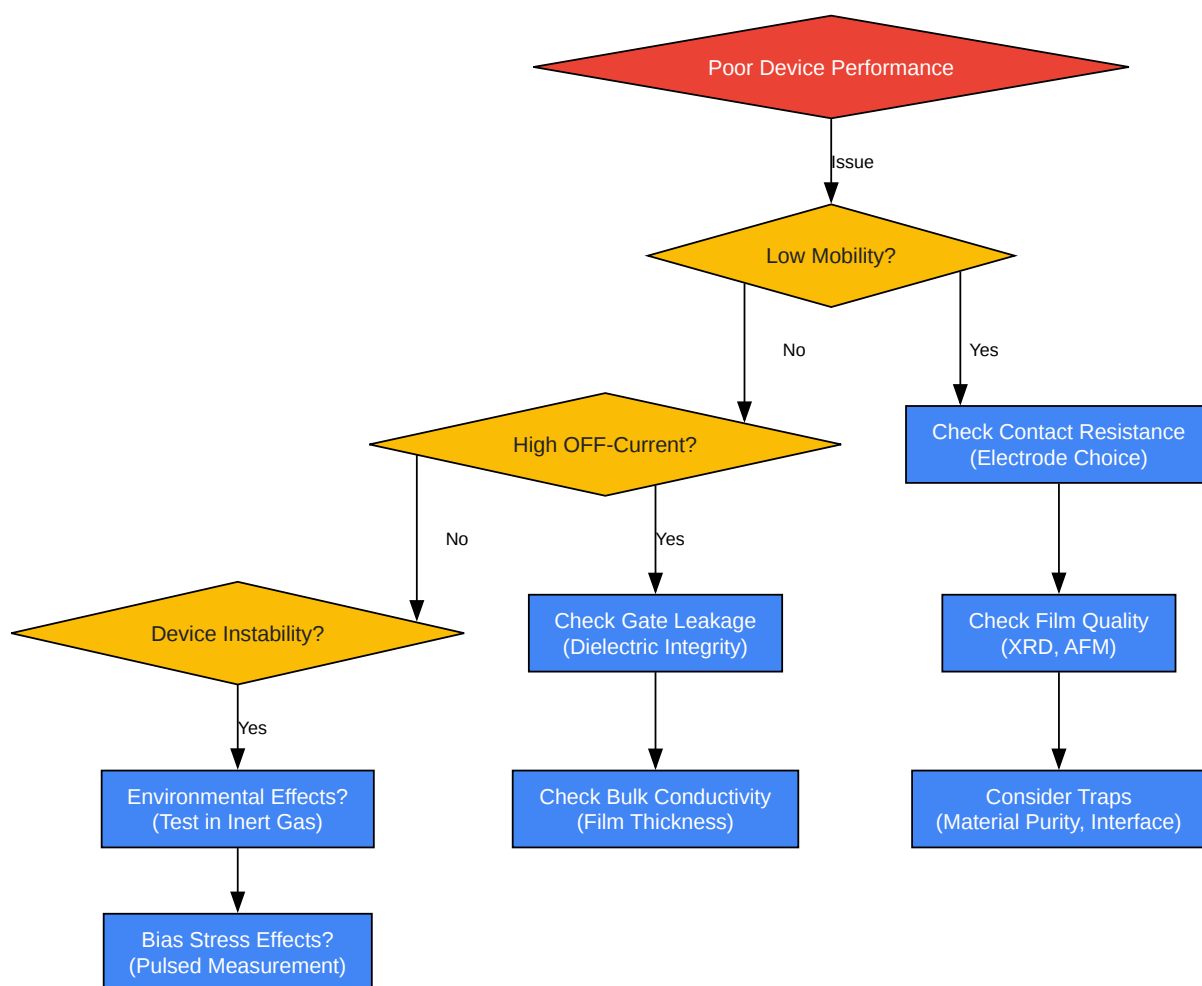 Poor Device Performance
Issue
Low Mobility?
No
Yes
High OFF-Current?
Check Contact Resistance
(Electrode Choice)
No
Yes
Device Instability?
Check Gate Leakage
(Dielectric Integrity)
Check Film Quality
(XRD, AFM)
Yes
Environmental Effects?
(Test in Inert Gas)
Check Bulk Conductivity
(Film Thickness)
Consider Traps
(Material Purity, Interface)
Bias Stress Effects?
(Pulsed Measurement)